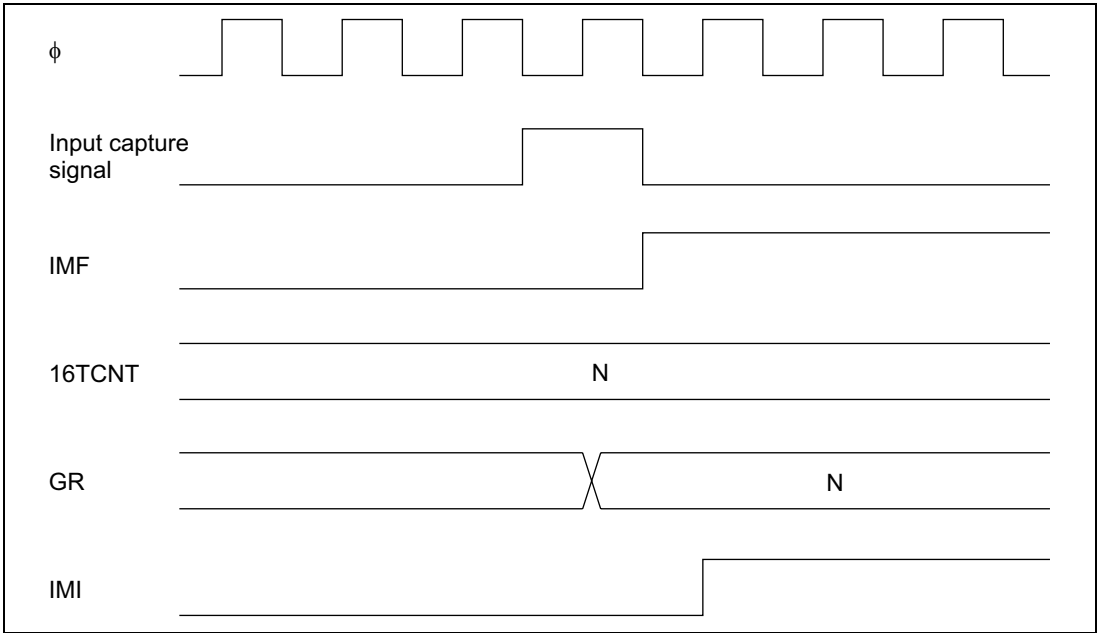 ϕ
Input capture
signal
IMF
16TCNT
N
GR
N
IMI